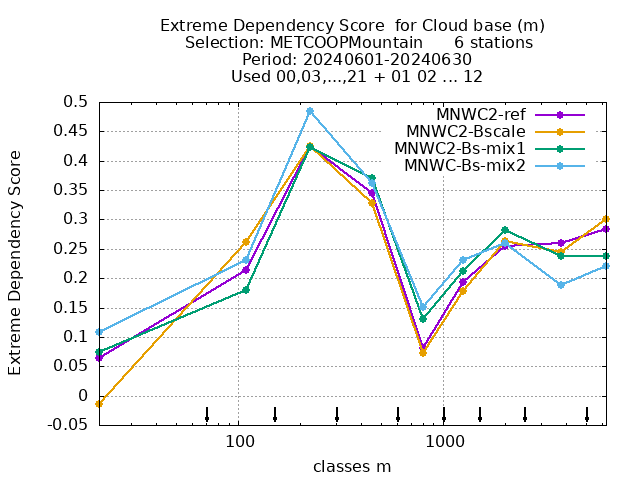 Extreme Dependency Score  for Cloud base (m)
Selection: METCOOPMountain      6 stations
Period: 20240601-20240630
Used 00,03,...,21 + 01 02 ... 12
Extreme Dependency Score
0.5
0.45
0.4
0.35
0.3
0.25
0.2
0.15
0.1
0.05
0
-0.05
MNWC2-ref
MNWC2-Bscale
MNWC2-Bs-mix1
MNWC-Bs-mix2
100
1000
classes m